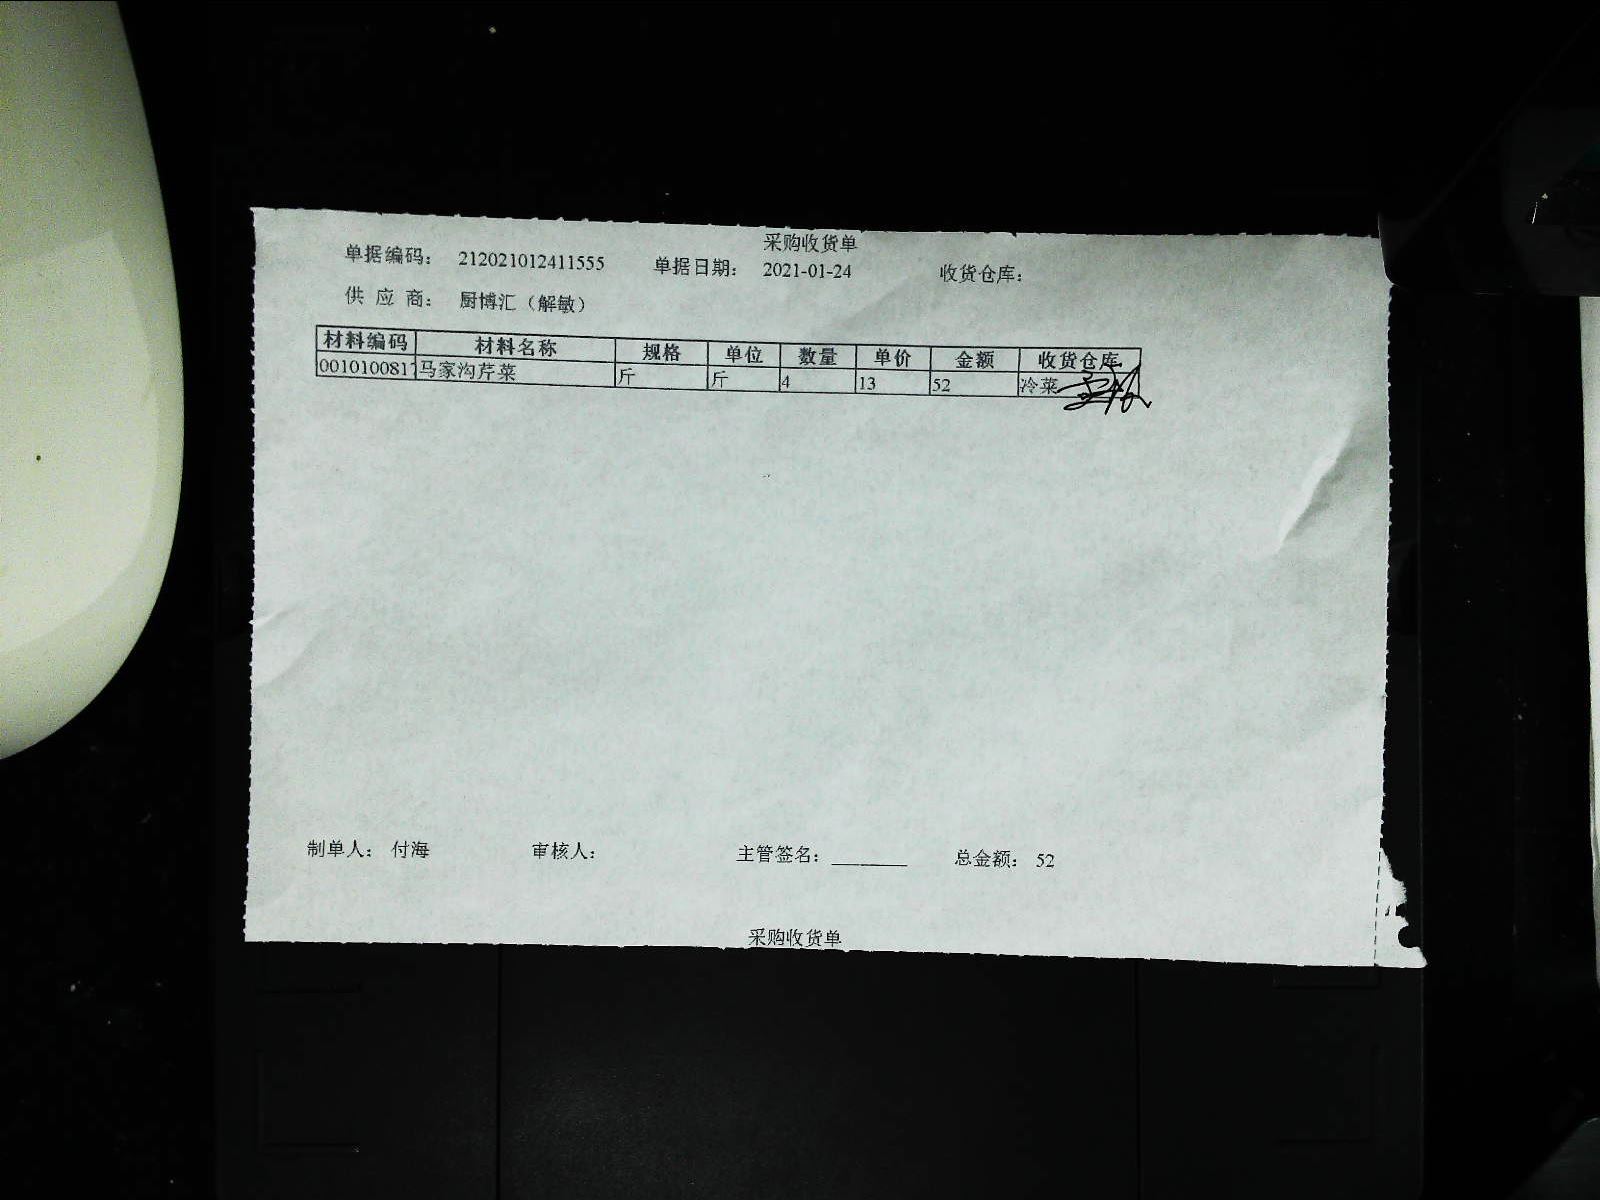 采购收货单
单据编码： 212021012411555 单据日期： 2021-01-24 收货仓库：
供 应 商： 厨博汇（解敏）
材料编码 材料名称 规格 单位 数量 单价 金额 收货仓库
0010100817 马家沟芹菜 斤 斤 4 13 52 冷菜
制单人： 付海 审核人： 主管签名： ________ 总金额： 52
采购收货单